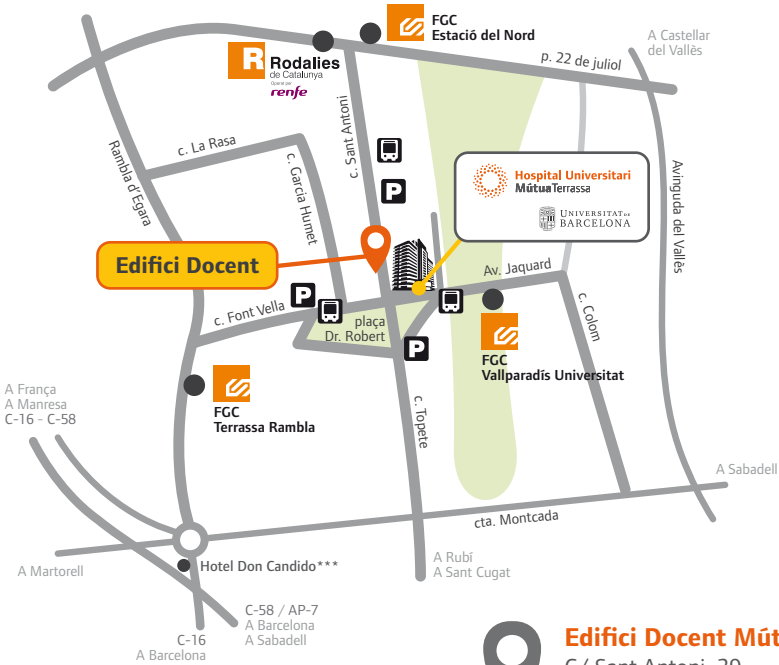 FGC
Estació del Nord
A Castellar
del Vallès
R Rodalies
de Catalunya
renfe
p. 22 de juliol
c. Sant Antoni
c. La Rasa
Rambla d'Egara
c. Garcia Humet
P
Hospital Universitari
MútuaTerrassa
UNIVERSITAT DE
BARCELONA
Avinguda del Vallès
Edifici Docent
Av. Jaquard
P
c. Font Vella
plaça
Dr. Robert
c. Colom
P
FGC
Vallparadís Universitat
FGC
Terrassa Rambla
A França
A Manresa
C-16 - C-58
c. Topete
A Sabadell
cta. Montcada
A Martorell
Hotel Don Candido***
A Rubí
A Sant Cugat
C-58 / AP-7
A Barcelona
A Sabadell
C-16
A Barcelona
Edifici Docent Mút